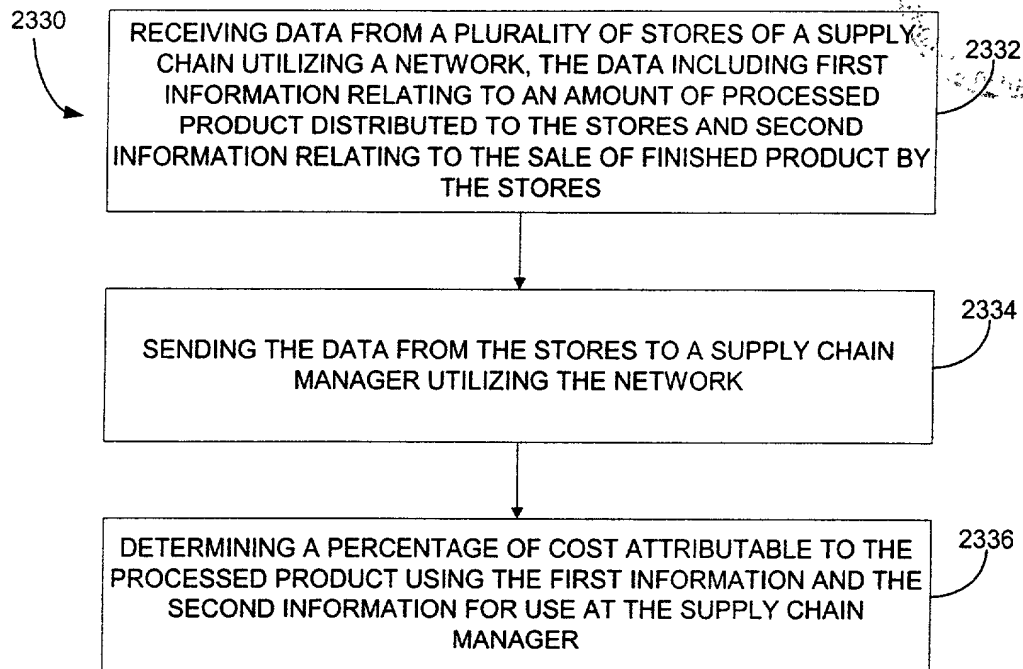 2330
RECEIVING DATA FROM A PLURALITY OF STORES OF A SUPPLY
CHAIN UTILIZING A NETWORK, THE DATA INCLUDING FIRST
INFORMATION RELATING TO AN AMOUNT OF PROCESSED
PRODUCT DISTRIBUTED TO THE STORES AND SECOND
INFORMATION RELATING TO THE SALE OF FINISHED PRODUCT BY
THE STORES
2332
SENDING THE DATA FROM THE STORES TO A SUPPLY CHAIN
MANAGER UTILIZING THE NETWORK
2334
DETERMINING A PERCENTAGE OF COST ATTRIBUTABLE TO THE
PROCESSED PRODUCT USING THE FIRST INFORMATION AND THE
SECOND INFORMATION FOR USE AT THE SUPPLY CHAIN
MANAGER
2336